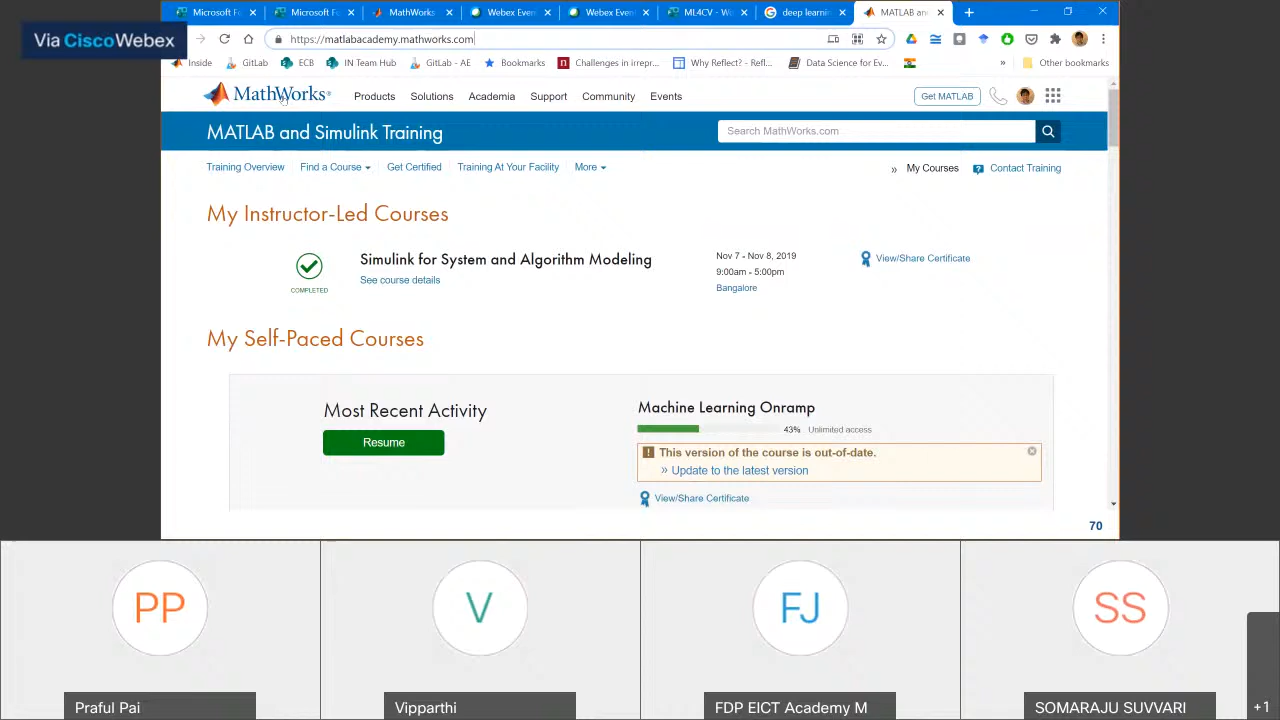 Via CiscoWebex
Microsoft Fo
Microsoft Fo
MathWorks
Webex Even
Webex Even
ML4CV - Wo
deep learnin
MATLAB and
https://matlabacademy.mathworks.com
Inside
GitLab
ECB
IN Team Hub
GitLab - AE
Bookmarks
Challenges in irrepr...
Why Reflect? - Refl...
Data Science for Ev...
»
Other bookmarks
MathWorks®
Products
Solutions
Academia
Support
Community
Events
Get MATLAB
MATLAB and Simulink Training
Search MathWorks.com
Training Overview
Find a Course
Get Certified
Training At Your Facility
More
» My Courses
Contact Training
My Instructor-Led Courses
COMPLETED
Simulink for System and Algorithm Modeling
See course details
Nov 7 - Nov 8, 2019
9:00am - 5:00pm
Bangalore
View/Share Certificate
My Self-Paced Courses
Most Recent Activity
Resume
Machine Learning Onramp
43% Unlimited access
This version of the course is out-of-date.
» Update to the latest version
View/Share Certificate
70
PP
V
FJ
SS
Praful Pai
Vipparthi
FDP EICT Academy M
SOMARAJU SUVVARI
+1